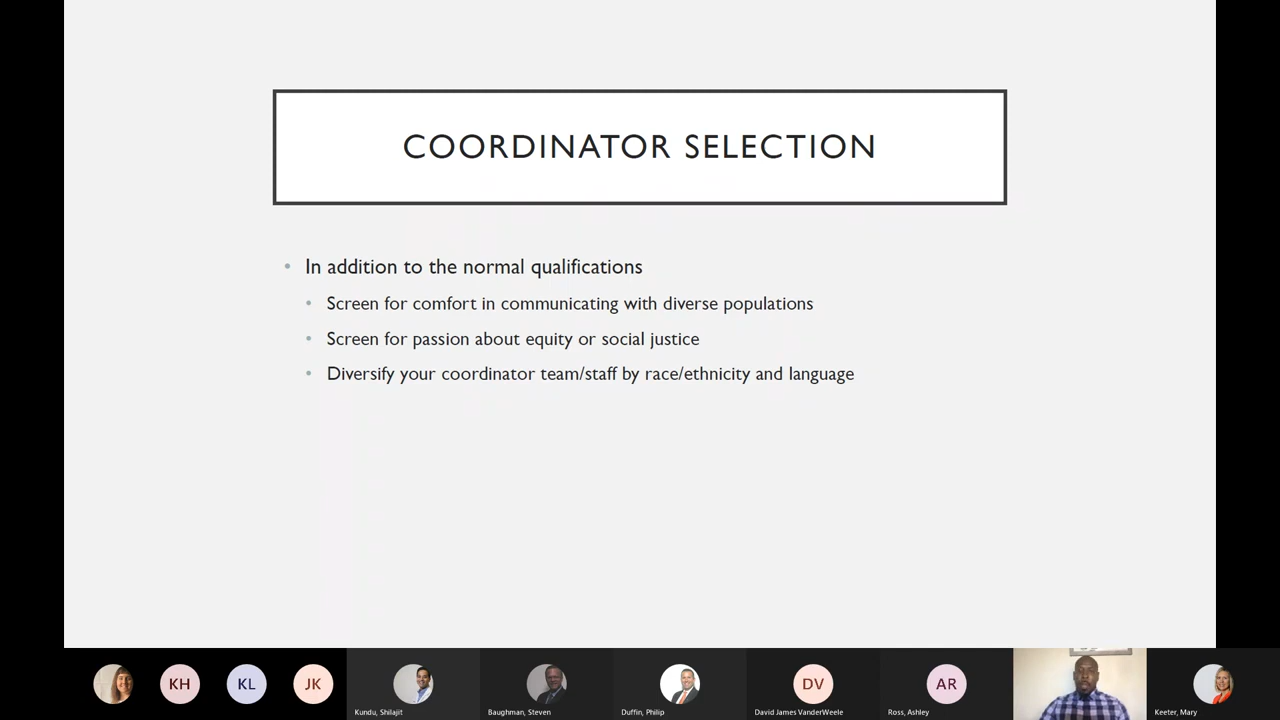 COORDINATOR SELECTION
• In addition to the normal qualifications
• Screen for comfort in communicating with diverse populations
• Screen for passion about equity or social justice
• Diversify your coordinator team/staff by race/ethnicity and language
KH
KL
JK
DV
AR
Kundu, Shilajit
Baughman, Steven
Duffin, Philip
David James VanderWeele
Ross, Ashley
Keeter, Mary